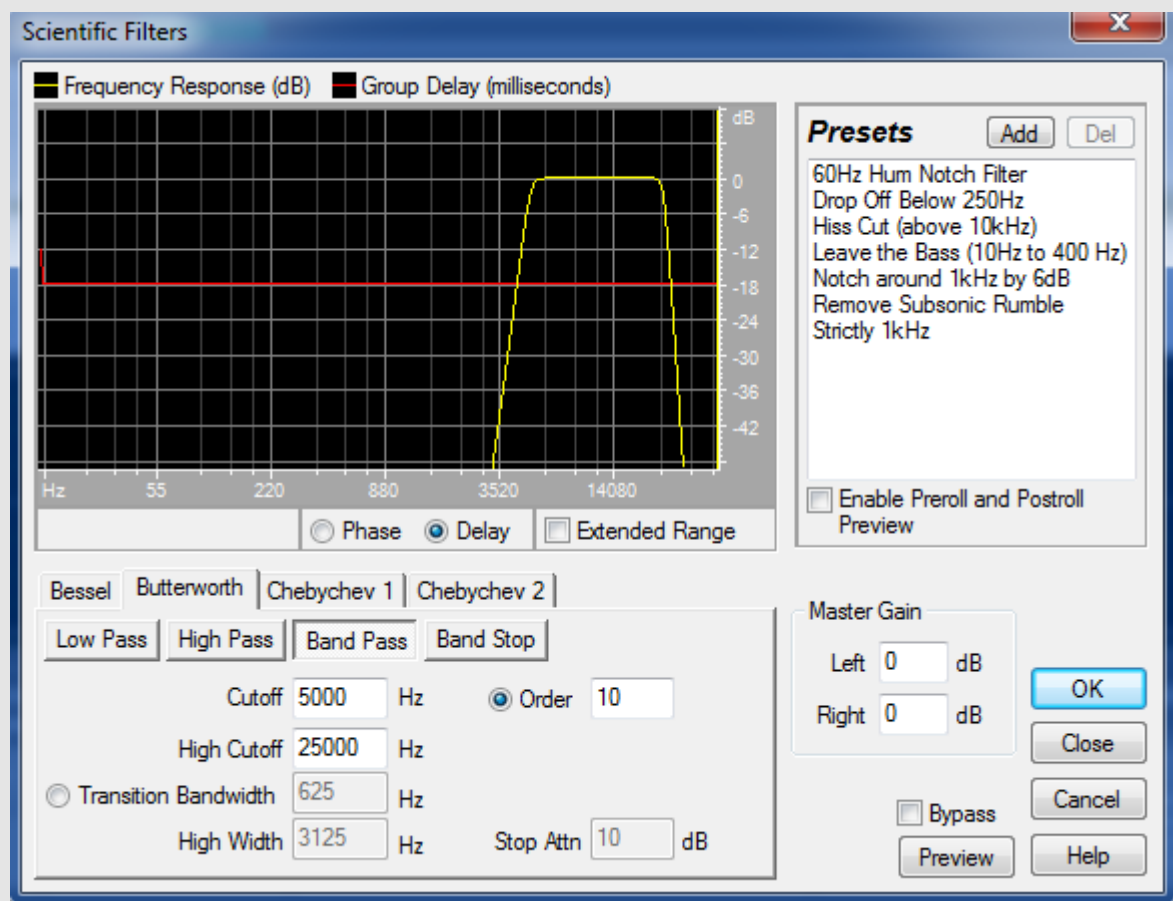 Scientific Filters
Frequency Response (dB) Group Delay (milliseconds)
dB
0
-6
-12
-18
-24
-30
-36
-42
Hz 55 220 880 3520 14080
Phase Delay Extended Range
Presets Add Del
60Hz Hum Notch Filter
Drop Off Below 250Hz
Hiss Cut (above 10kHz)
Leave the Bass (10Hz to 400 Hz)
Notch around 1kHz by 6dB
Remove Subsonic Rumble
Strictly 1kHz
Enable Preroll and Postroll
Preview
Bessel Butterworth Chebychev 1 Chebychev 2
Low Pass High Pass Band Pass Band Stop
Cutoff 5000 Hz Order 10
High Cutoff 25000 Hz
Transition Bandwidth 625 Hz
High Width 3125 Hz Stop Attn 10 dB
Master Gain
Left 0 dB
Right 0 dB
OK
Close
Cancel
Help
Bypass
Preview